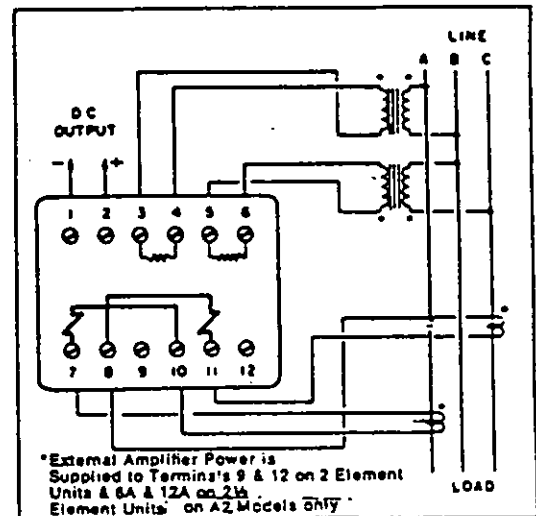 LINE
A B C
DC
OUTPUT
- +
1 2 3 4 5 6
7 8 9 10 11 12
*External Amplifier Power is
Supplied to Terminals 9 & 12 on 2 Element
Units & 6A & 12A on 2½
Element Units on A2 Models only
LOAD